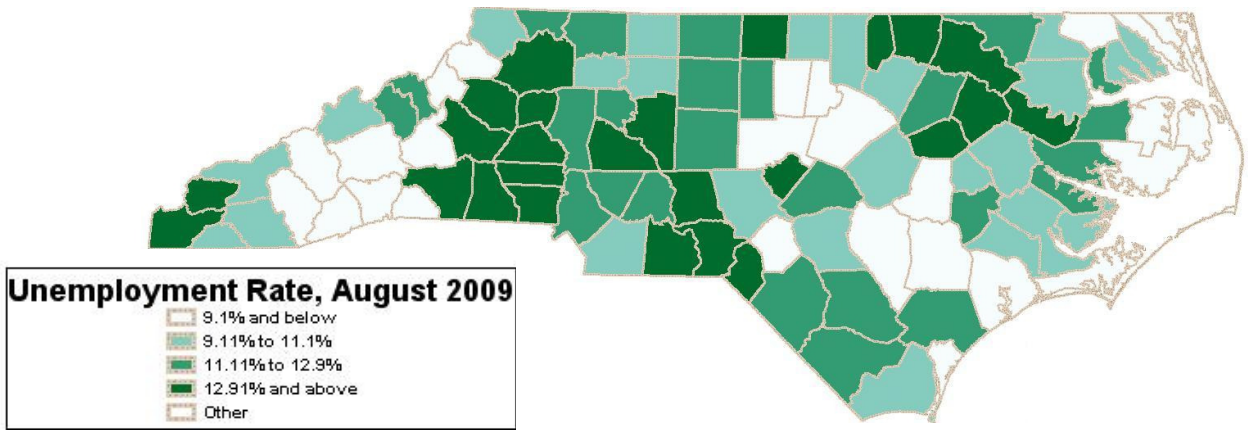 Unemployment Rate, August 2009
9.1% and below
9.11% to 11.1%
11.11% to 12.9%
12.91% and above
Other